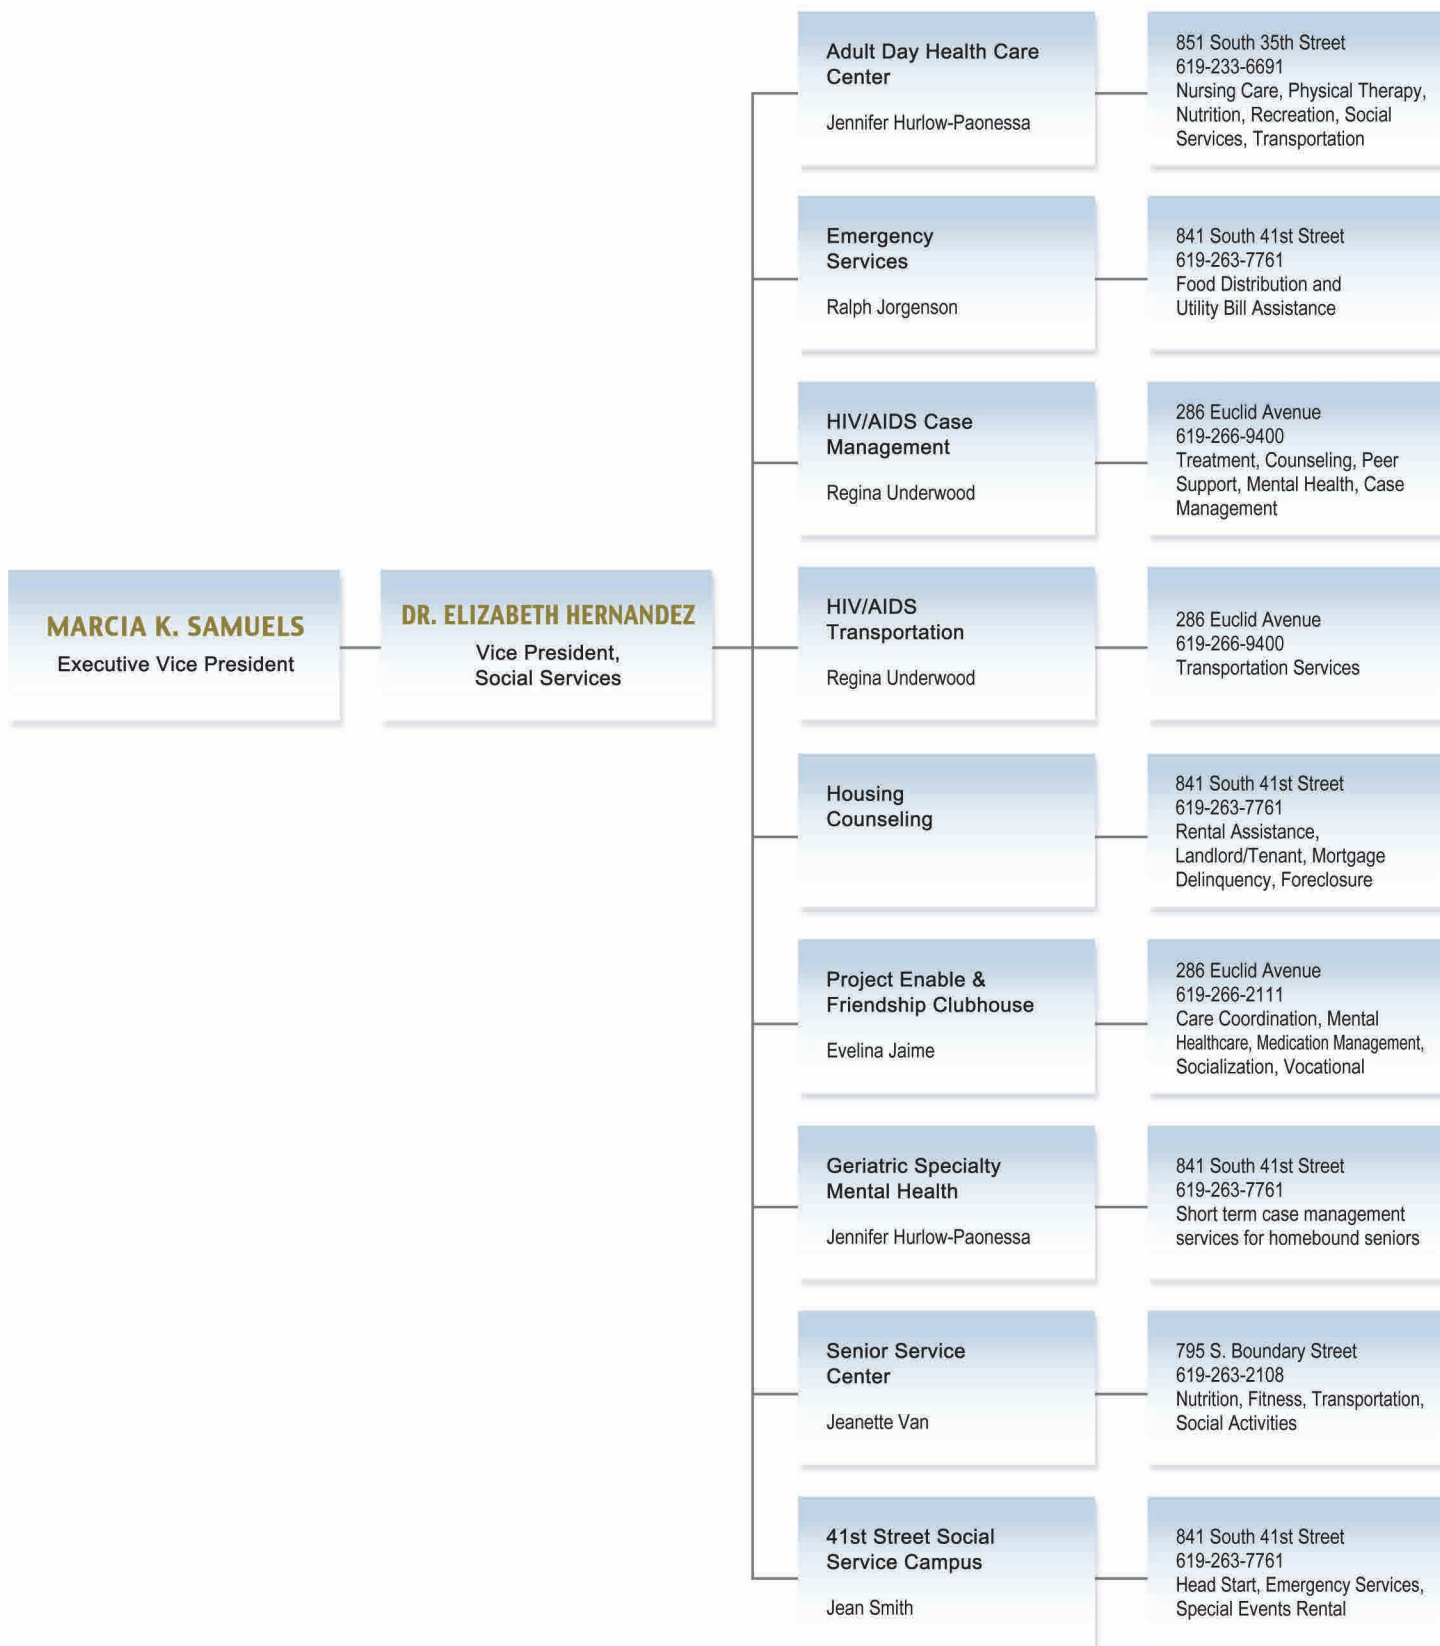 MARCIA K. SAMUELS
Executive Vice President
DR. ELIZABETH HERNANDEZ
Vice President,
Social Services
Adult Day Health Care
Center
Jennifer Hurlow-Paonessa
851 South 35th Street
619-233-6691
Nursing Care, Physical Therapy,
Nutrition, Recreation, Social
Services, Transportation
Emergency
Services
Ralph Jorgenson
841 South 41st Street
619-263-7761
Food Distribution and
Utility Bill Assistance
HIV/AIDS Case
Management
Regina Underwood
286 Euclid Avenue
619-266-9400
Treatment, Counseling, Peer
Support, Mental Health, Case
Management
HIV/AIDS
Transportation
Regina Underwood
286 Euclid Avenue
619-266-9400
Transportation Services
Housing
Counseling
841 South 41st Street
619-263-7761
Rental Assistance,
Landlord/Tenant, Mortgage
Delinquency, Foreclosure
Project Enable &
Friendship Clubhouse
Evelina Jaime
286 Euclid Avenue
619-266-2111
Care Coordination, Mental
Healthcare, Medication Management,
Socialization, Vocational
Geriatric Specialty
Mental Health
Jennifer Hurlow-Paonessa
841 South 41st Street
619-263-7761
Short term case management
services for homebound seniors
Senior Service
Center
Jeanette Van
795 S. Boundary Street
619-263-2108
Nutrition, Fitness, Transportation,
Social Activities
41st Street Social
Service Campus
Jean Smith
841 South 41st Street
619-263-7761
Head Start, Emergency Services,
Special Events Rental